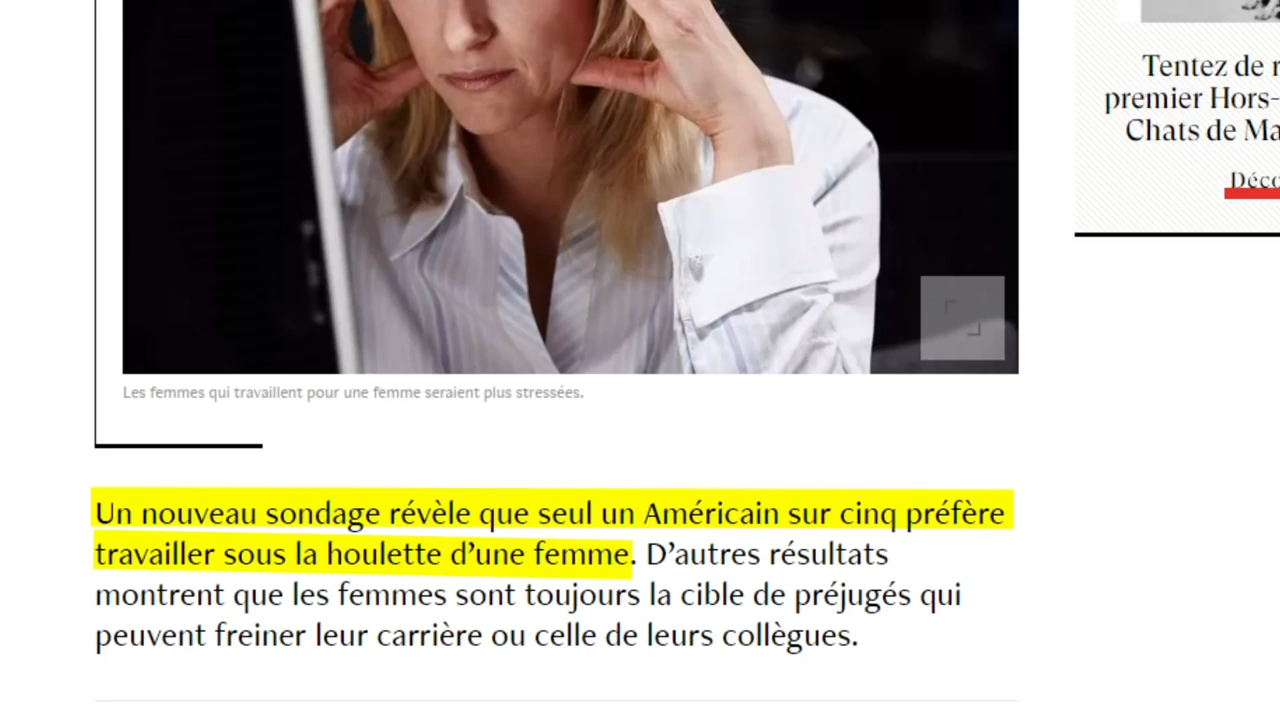 Tentez de
premier Hors-
Chats de
Les femmes qui travaillent pour une femme seraient plus stressées.
Un nouveau sondage révèle que seul un Américain sur cinq préfère
travailler sous la houlette d’une femme. D’autres résultats
montrent que les femmes sont toujours la cible de préjugés qui
peuvent freiner leur carrière ou celle de leurs collègues.